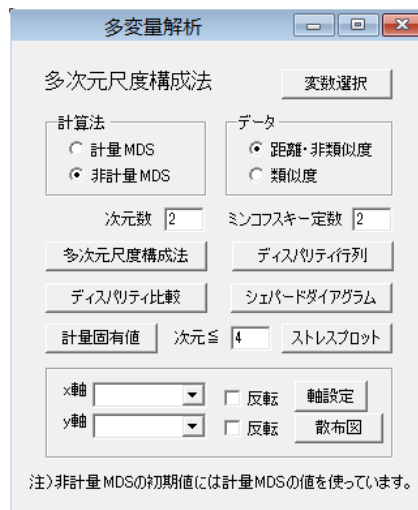 多変量解析
多次元尺度構成法 変数選択
計算法 データ
計量MDS 距離・非類似度
非計量MDS 類似度
次元数 2 ミンコフスキー定数 2
多次元尺度構成法 ディスパリティ行列
ディスパリティ比較 シェパードダイアグラム
計量固有値 次元≦ 4 ストレスプロット
x軸 反転 軸設定
y軸 反転 散布図
注)非計量MDSの初期値には計量MDSの値を使っています。